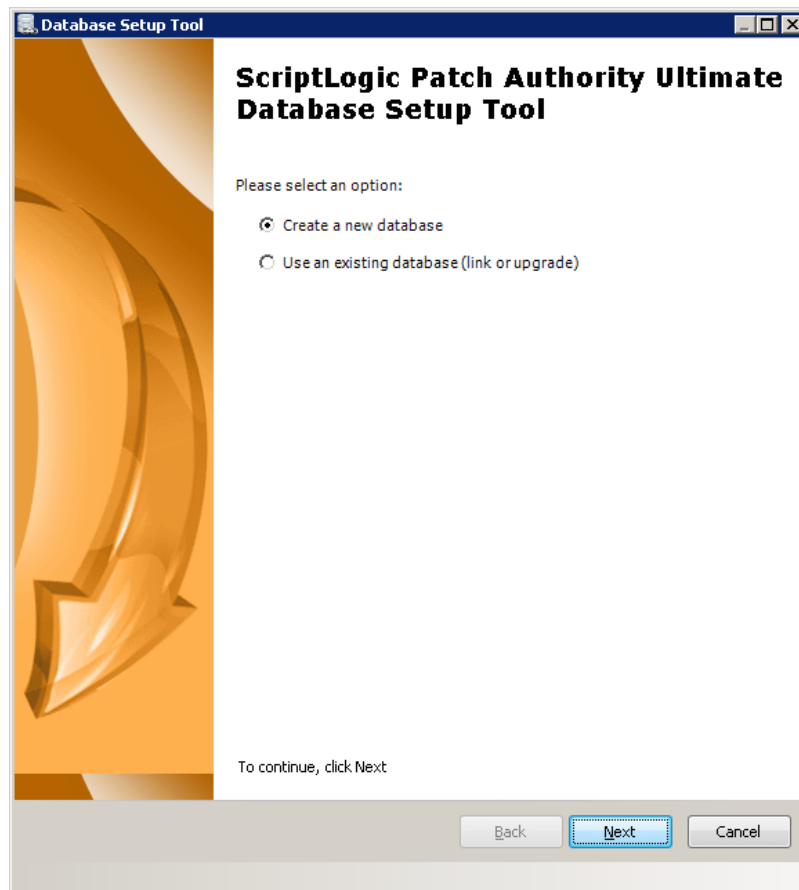 Database Setup Tool
ScriptLogic Patch Authority Ultimate
Database Setup Tool
Please select an option:
Create a new database
Use an existing database (link or upgrade)
To continue, click Next
Back
Next
Cancel